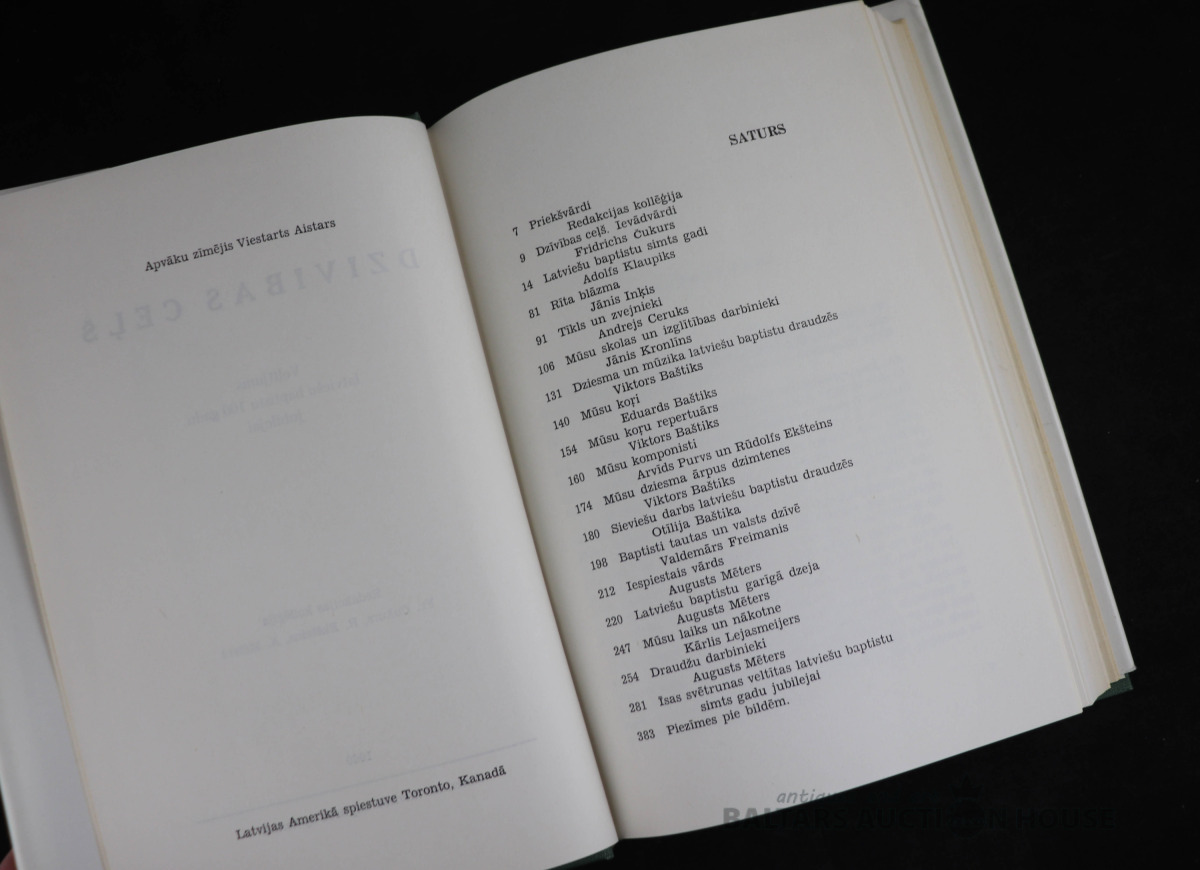 Apvāku zīmējis Viestarts Aistars
DZĪVĪBAS CEĻŠ
Latvijas Amerikā spiestuve Toronto, Kanadā
SATURS
7 Priekšvārdi
Redakcijas kollēģija
9 Dzīvības ceļš. Ievādvārdi
Fridrichs Čukurs
14 Latviešu baptistu simts gadi
Adolfs Klaupiks
81 Rīta blāzma
Jānis Iņķis
91 Tīkls un zvejnieki
Andrejs Ceruks
106 Mūsu skolas un izglītības darbinieki
Jānis Kronlīns
131 Dziesma un mūzika latviešu baptistu draudzēs
Viktors Baštiks
140 Mūsu koŗi
Eduards Baštiks
154 Mūsu koŗu repertuārs
Viktors Baštiks
160 Mūsu komponisti
Arvids Purvs un Rūdolfs Ekšteins
174 Mūsu dziesma ārpus dzimtenes
Viktors Baštiks
180 Sieviešu darbs latviešu baptistu draudzēs
Otīlija Baštika
198 Baptisti tautas un valsts dzīvē
Valdemārs Freimanis
212 Iespiestais vārds
Augusts Mēters
220 Latviešu baptistu garīgā dzeja
Augusts Mēters
247 Mūsu laiks un nākotne
Kārlis Lejasmeijers
254 Draudžu darbinieki
Augusts Mēters
281 Īsas svētrunas veltītas latviešu baptistu
simts gadu jubilejai
383 Piezīmes pie bildēm.
BALTARS AUCTION HOUSE